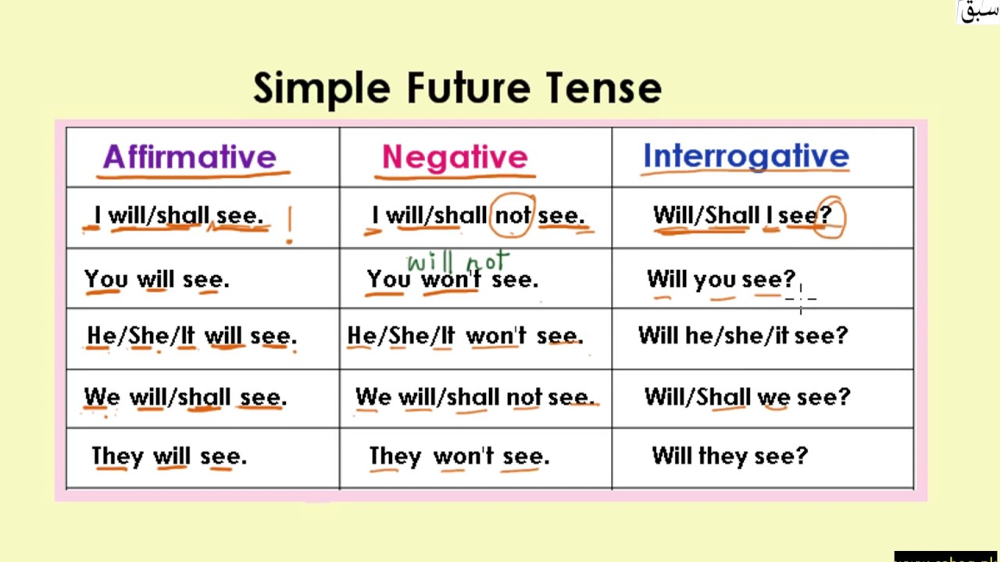 سبق
Simple Future Tense
Affirmative Negative Interrogative
I will/shall see. ! I will/shall not see. Will/Shall I see?
will not
You will see. You won't see. Will you see?
He/She/It will see. He/She/It won't see. Will he/she/it see?
We will/shall see. We will/shall not see. Will/Shall we see?
They will see. They won't see. Will they see?